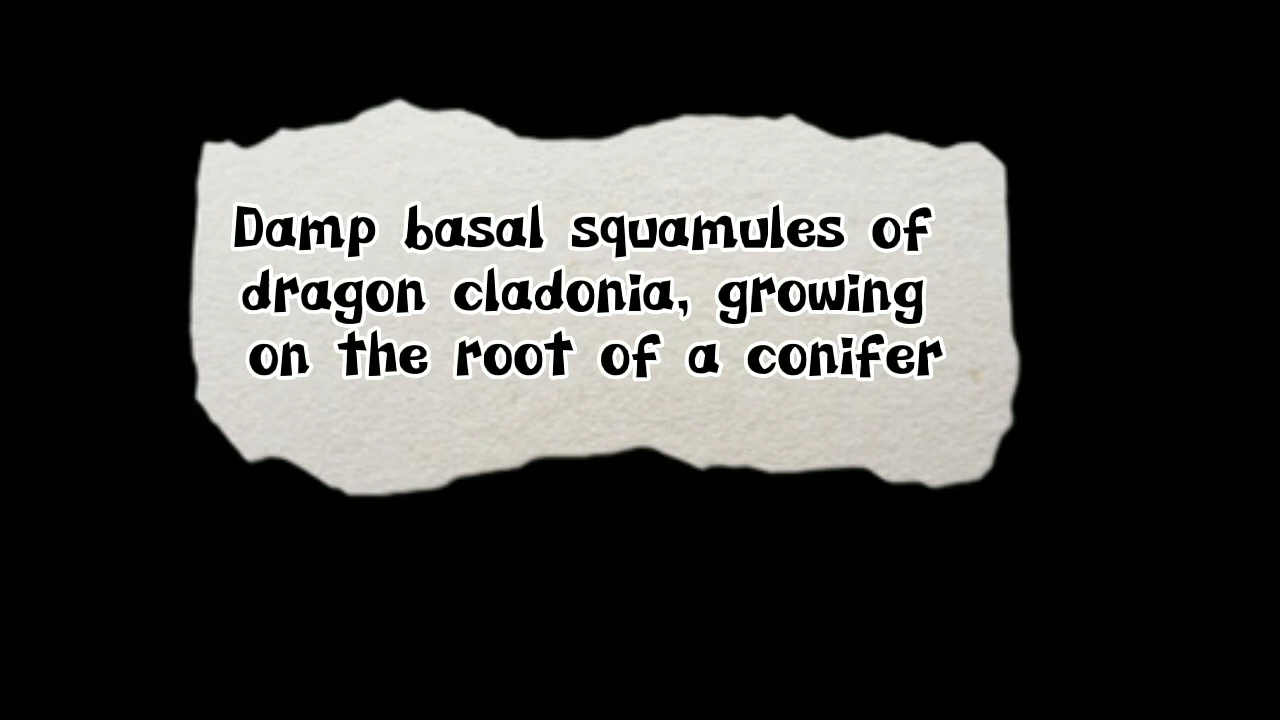 Damp basal squamules of
dragon cladonia, growing
on the root of a conifer